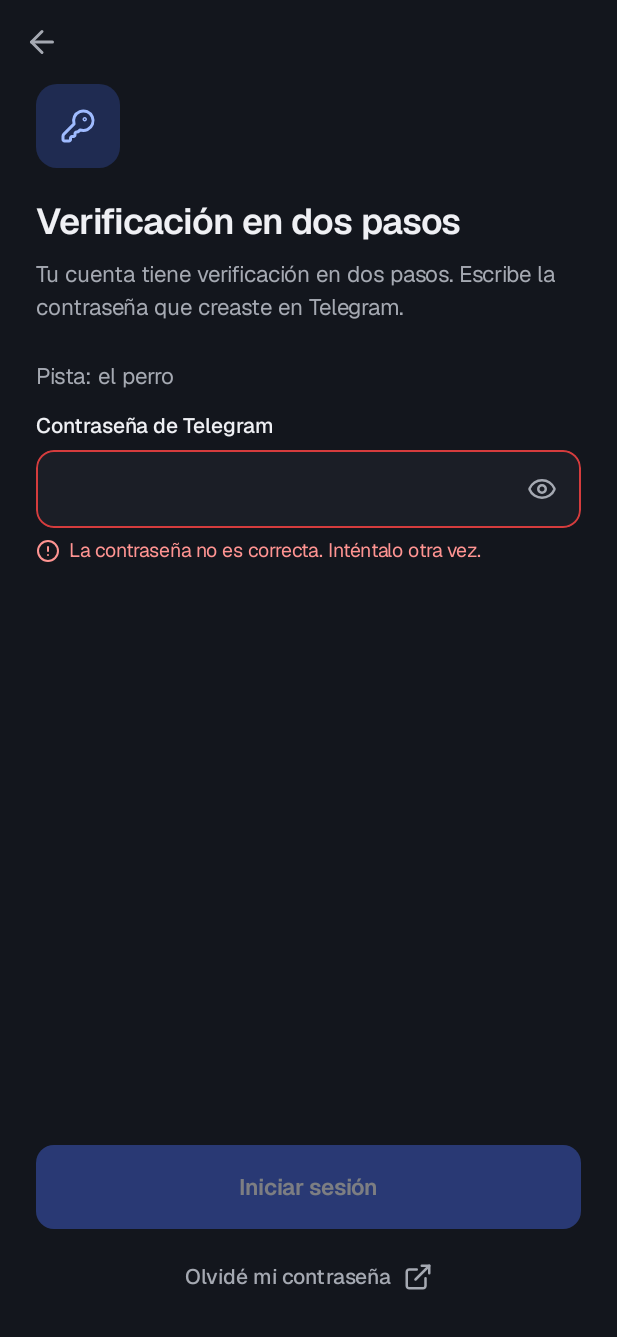 Verificación en dos pasos
Tu cuenta tiene verificación en dos pasos. Escribe la
contraseña que creaste en Telegram.
Pista: el perro
Contraseña de Telegram
La contraseña no es correcta. Inténtalo otra vez.
Iniciar sesión
Olvidé mi contraseña